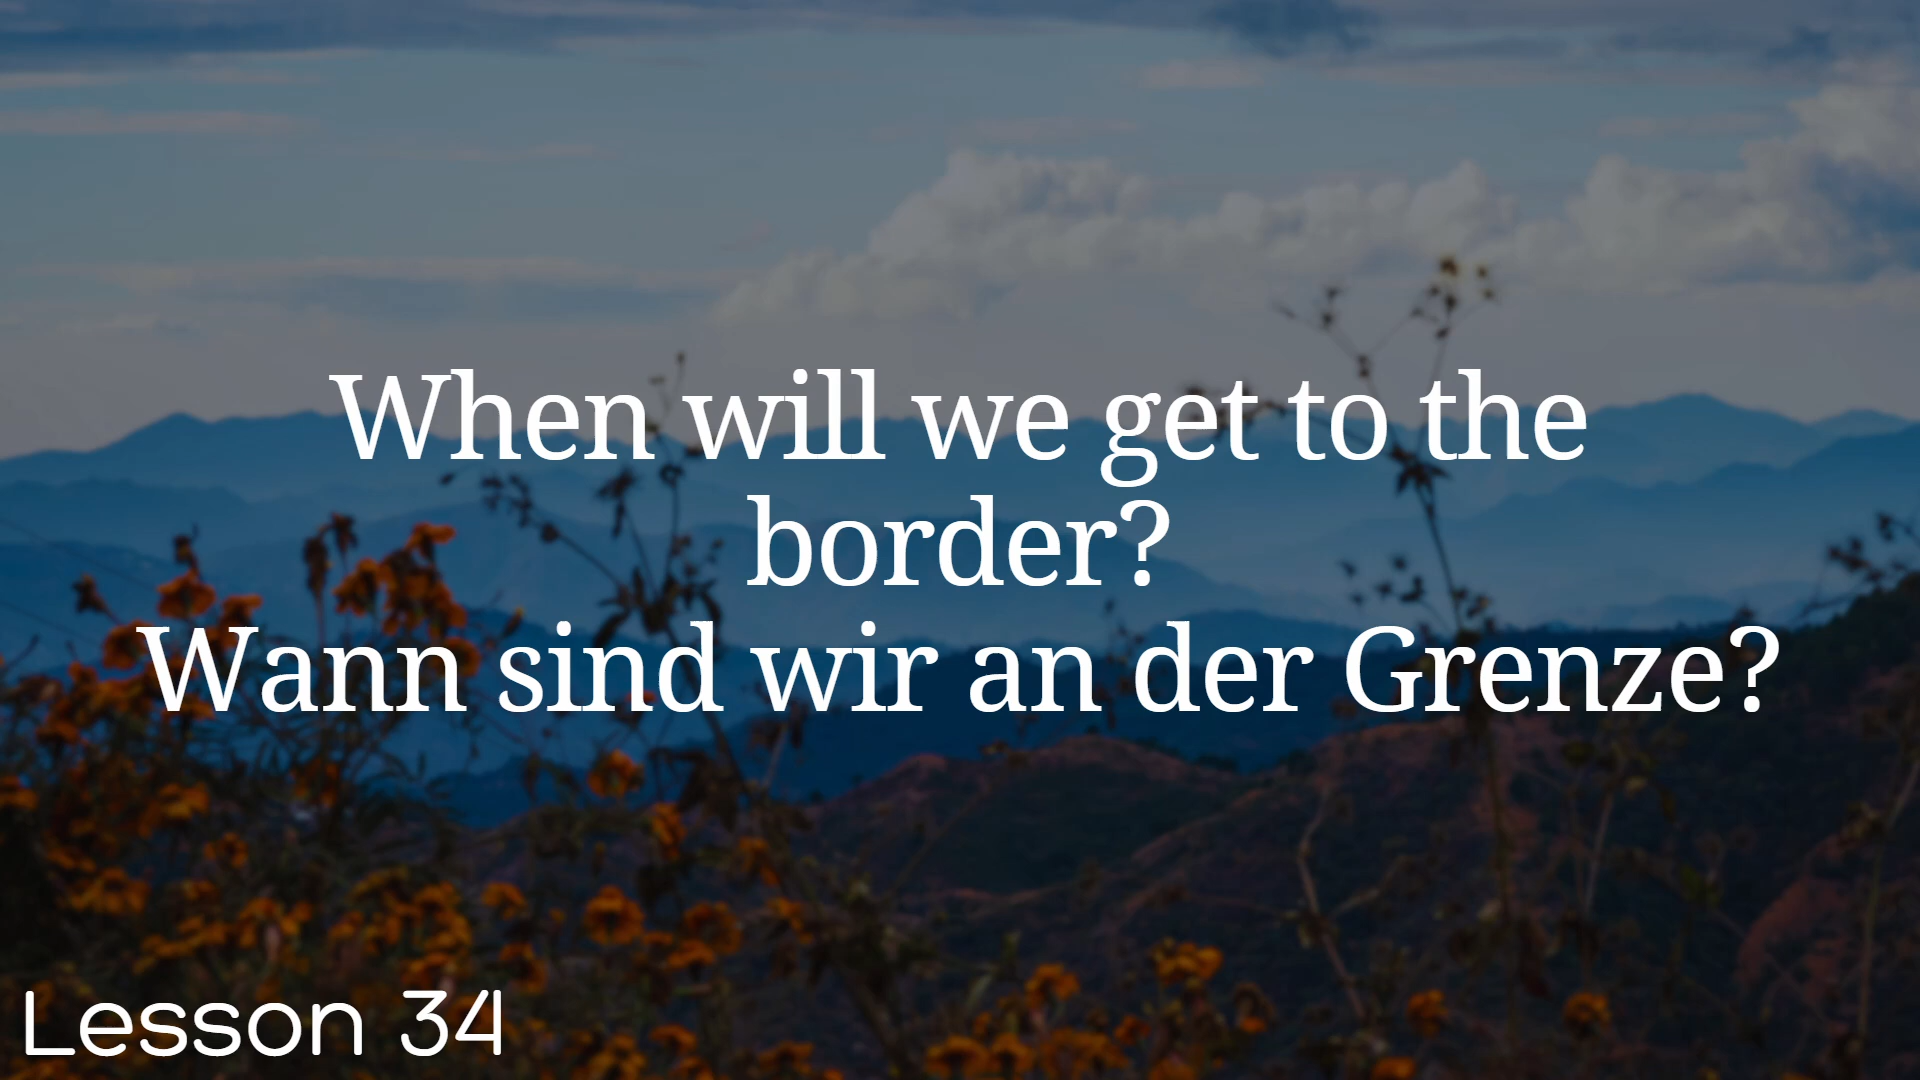 When will we get to the
border?
Wann sind wir an der Grenze?
Lesson 34